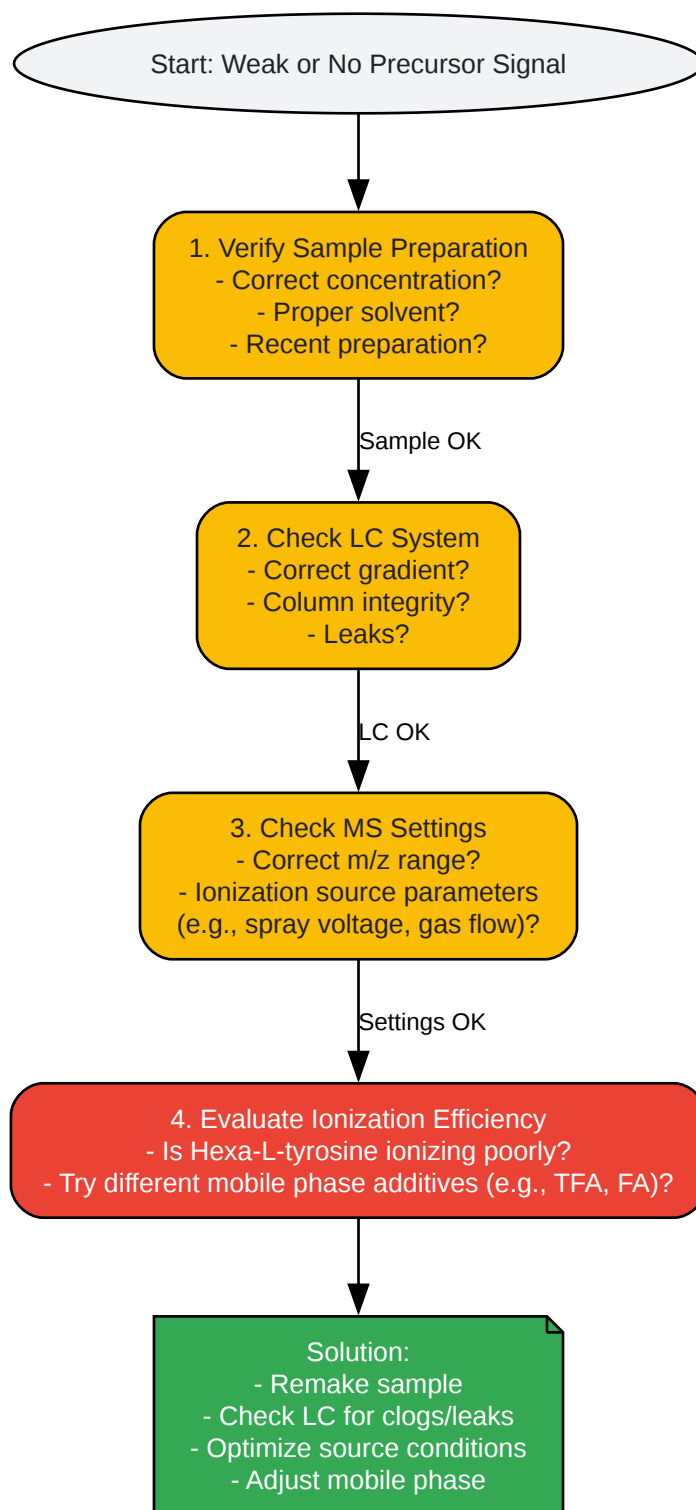 Start: Weak or No Precursor Signal
1. Verify Sample Preparation
- Correct concentration?
- Proper solvent?
- Recent preparation?
Sample OK
2. Check LC System
- Correct gradient?
- Column integrity?
- Leaks?
LC OK
3. Check MS Settings
- Correct m/z range?
- Ionization source parameters
(e.g., spray voltage, gas flow)?
Settings OK
4. Evaluate Ionization Efficiency
- Is Hexa-L-tyrosine ionizing poorly?
- Try different mobile phase additives (e.g., TFA, FA)?
Solution:
- Remake sample
- Check LC for clogs/leaks
- Optimize source conditions
- Adjust mobile phase